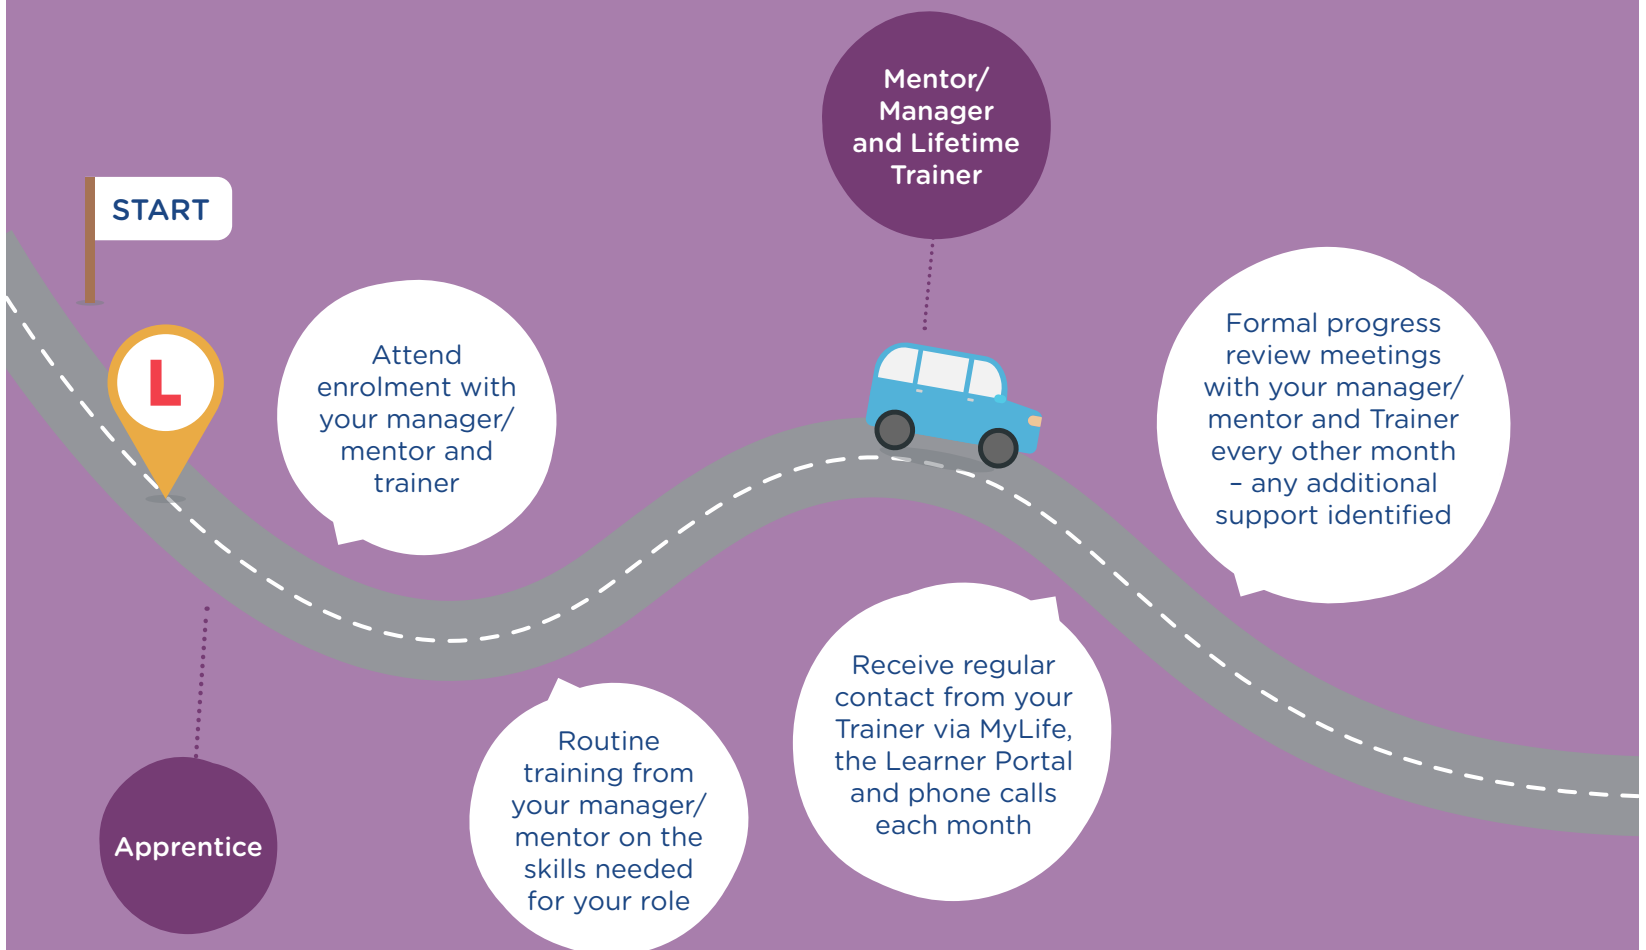 START
L
Attend
enrolment with
your manager/
mentor and
trainer
Apprentice
Routine
training from
your manager/
mentor on the
skills needed
for your role
Mentor/
Manager
and Lifetime
Trainer
Receive regular
contact from your
Trainer via MyLife,
the Learner Portal
and phone calls
each month
Formal progress
review meetings
with your manager/
mentor and Trainer
every other month
– any additional
support identified